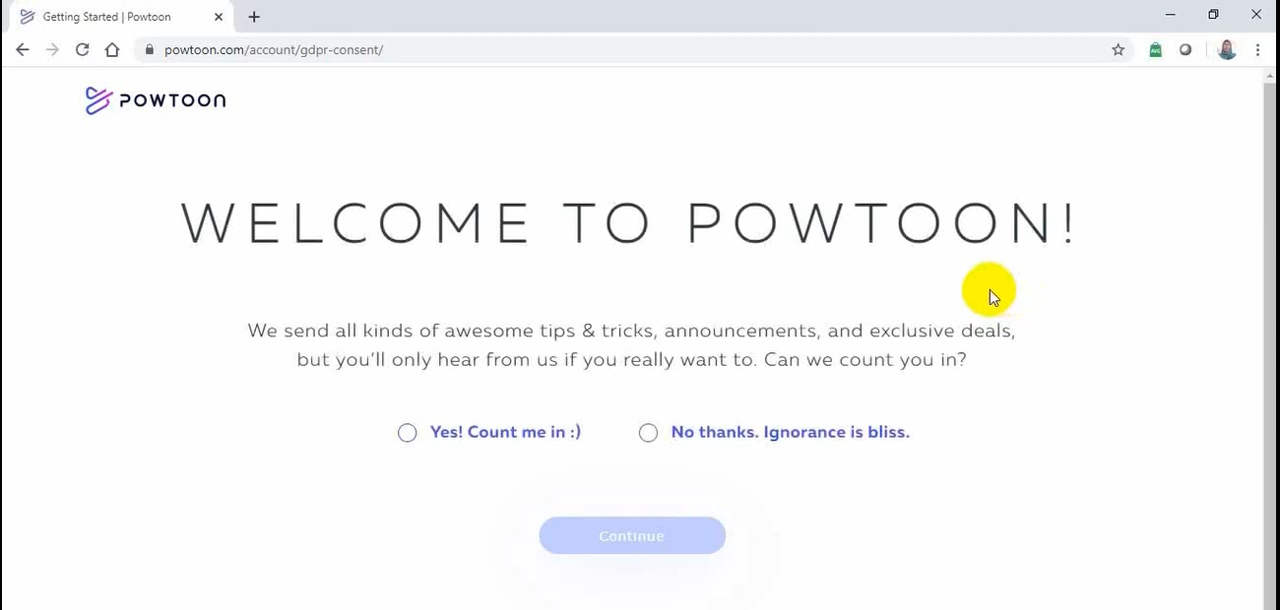 Getting Started | Powtoon
powtoon.com/account/gdpr-consent/
POWTOON
WELCOME TO POWTOON!
We send all kinds of awesome tips & tricks, announcements, and exclusive deals,
but you'll only hear from us if you really want to. Can we count you in?
Yes! Count me in :)
No thanks. Ignorance is bliss.
Continue